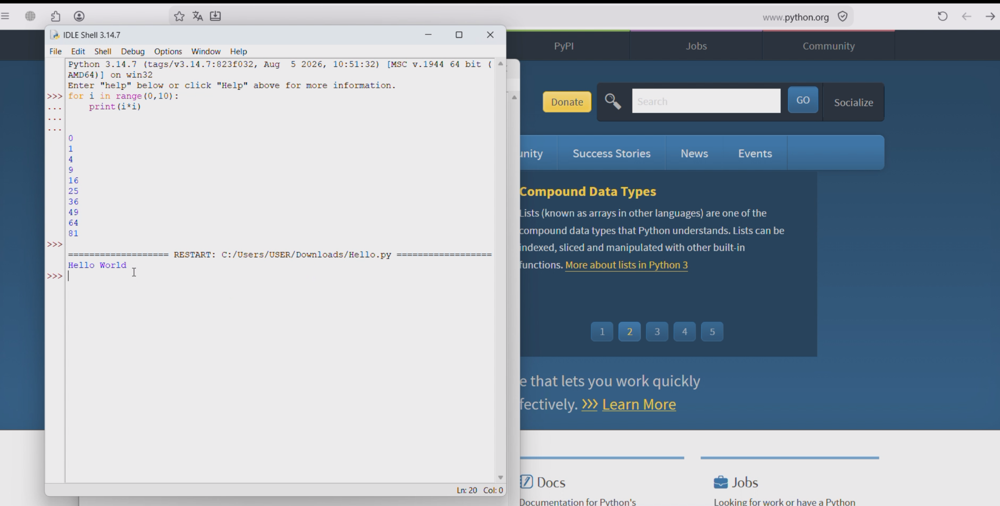 www.python.org
IDLE Shell 3.14.7
File Edit Shell Debug Options Window Help
Python 3.14.7 (tags/v3.14.7:823f032, Aug  5 2026, 10:51:32) [MSC v.1944 64 bit (
AMD64)] on win32
Enter "help" below or click "Help" above for more information.
>>> for i in range(0,10):
...     print(i*i)
...
...
0
1
4
9
16
25
36
49
64
81
>>>
=================== RESTART: C:/Users/USER/Downloads/Hello.py ==================
Hello World
>>>
Ln: 20 Col: 0
PyPI Jobs Community
Donate Search GO Socialize
unity Success Stories News Events
Compound Data Types
Lists (known as arrays in other languages) are one of the
compound data types that Python understands. Lists can be
indexed, sliced and manipulated with other built-in
functions. More about lists in Python 3
1 2 3 4 5
e that lets you work quickly
fectively. >>> Learn More
Docs Jobs
Documentation for Python's Looking for work or have a Python